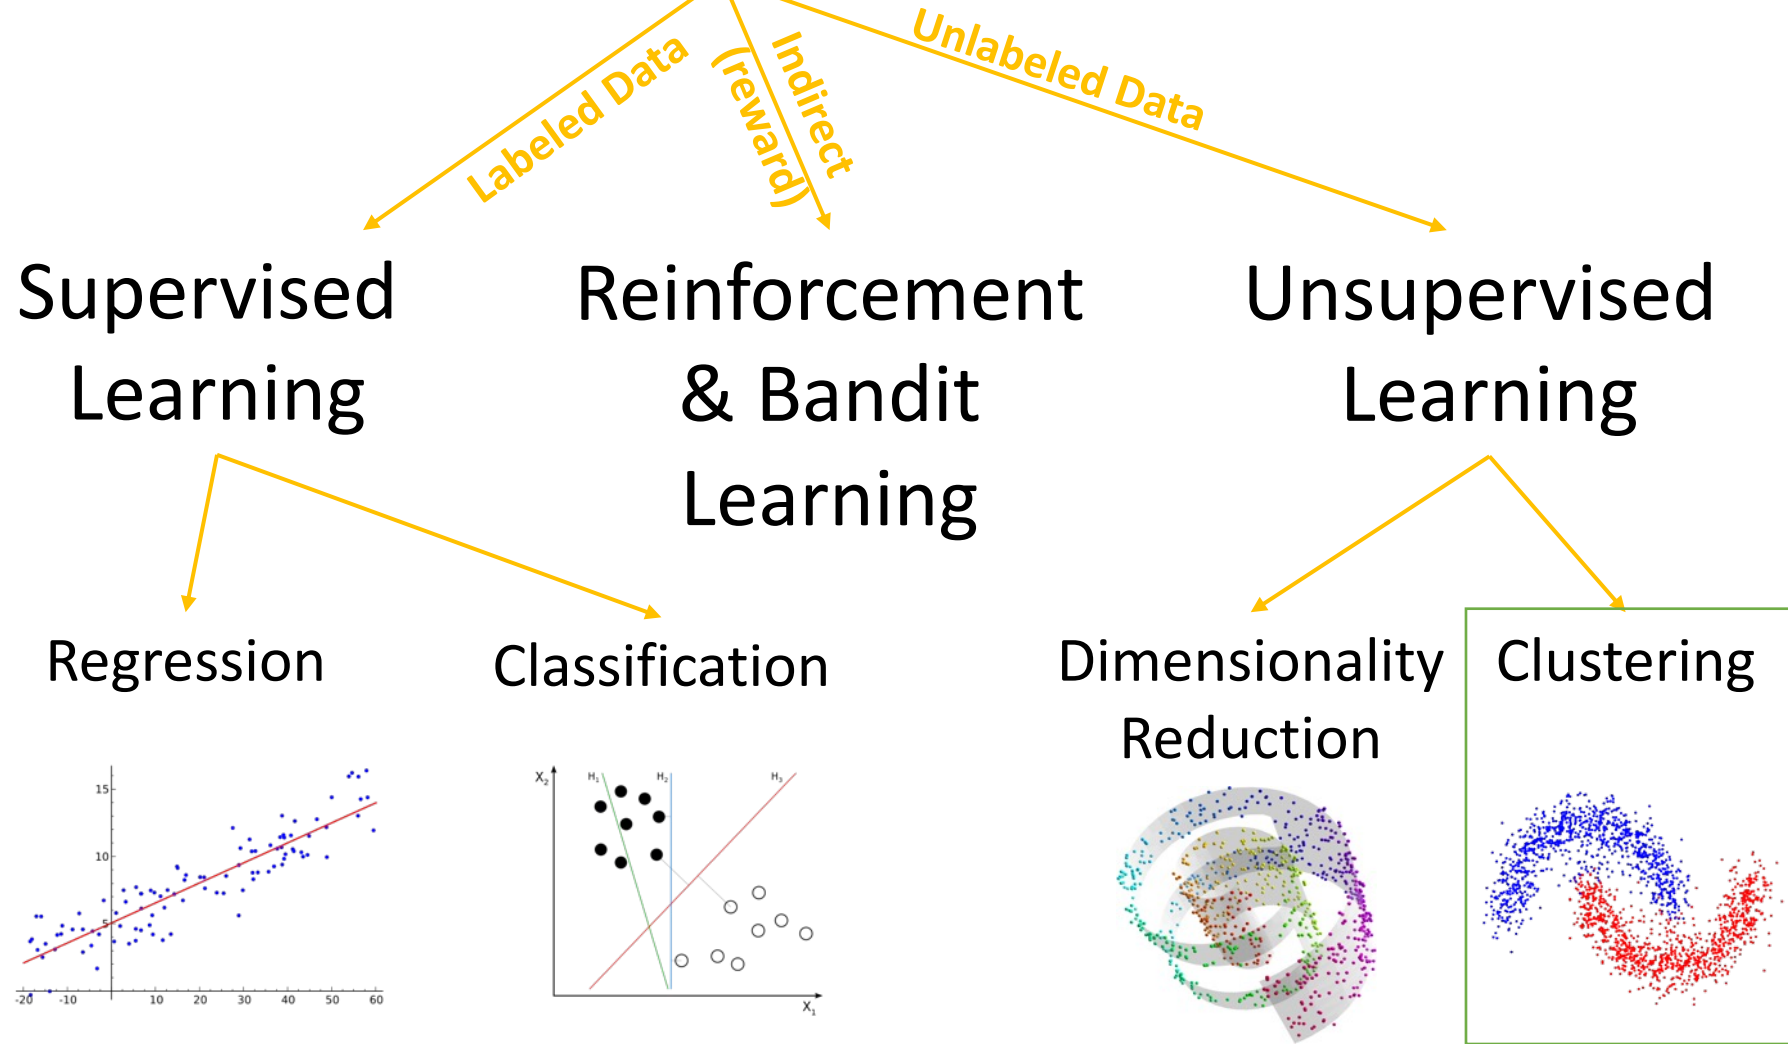 Labeled Data
Indirect
(reward)
Unlabeled Data
Supervised
Learning
Reinforcement
& Bandit
Learning
Unsupervised
Learning
Regression
Classification
Dimensionality
Reduction
Clustering
15
10
5
-20 -10 10 20 30 40 50 60
X2
H1 H2 H3
X1